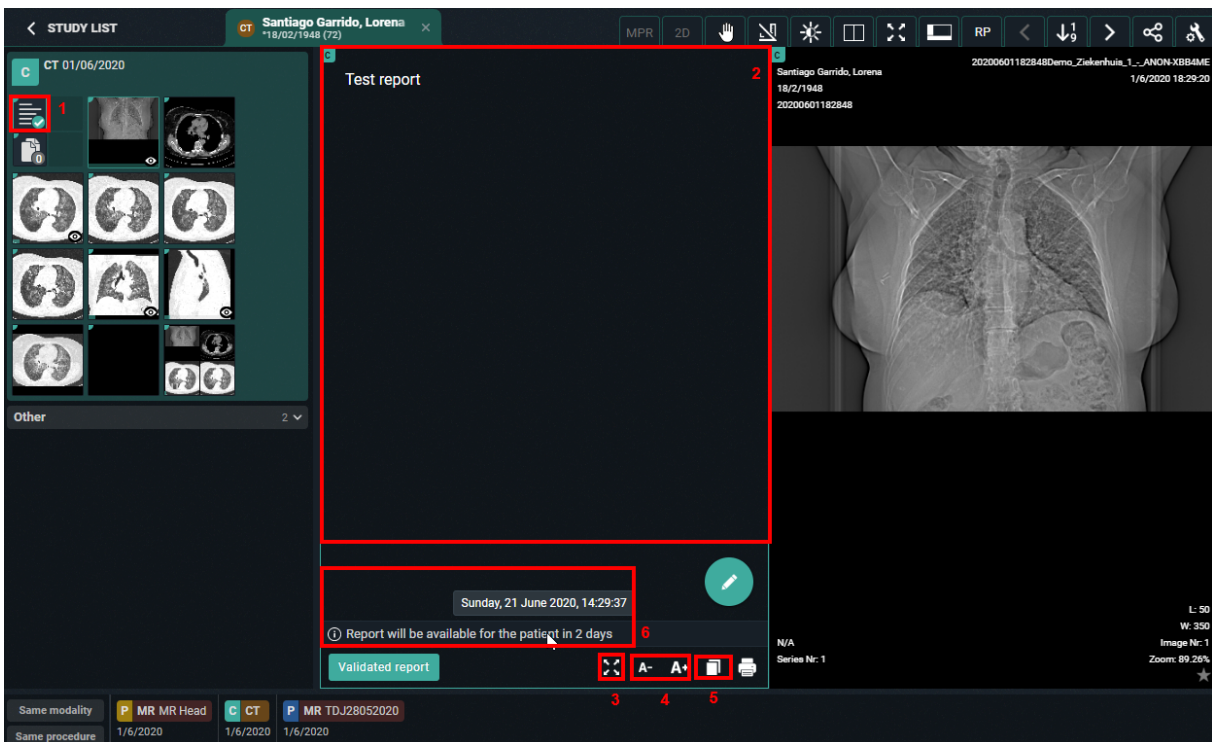 STUDY LIST
CT
Santiago Garrido, Lorena
*18/02/1948 (72)
MPR
2D
RP
1
9
C
CT 01/06/2020
1
0
Other
2
C
Test report
2
Sunday, 21 June 2020, 14:29:37
Report will be available for the patient in 2 days
6
Validated report
A-
A+
3
4
5
C
Santiago Garrido, Lorena
18/2/1948
20200601182848
20200601182848Demo_Ziekenhuis_1_-_ANON-XBB4ME
1/6/2020 18:29:20
N/A
Series Nr: 1
L: 50
W: 350
Image Nr: 1
Zoom: 89.26%
Same modality
Same procedure
P MR MR Head
1/6/2020
C CT
1/6/2020
P MR TDJ28052020
1/6/2020